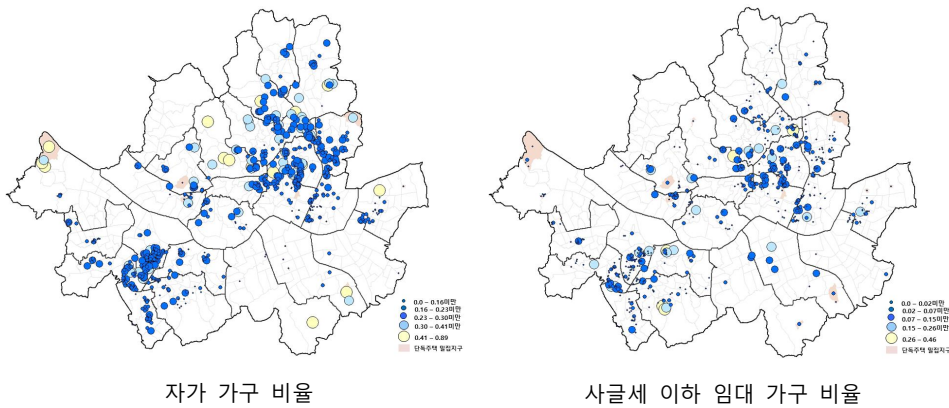 0.0 – 0.16미만
0.16 – 0.23미만
0.23 – 0.30미만
0.30 – 0.41미만
0.41 – 0.89
단독주택 밀집지구
자가 가구 비율
0.0 – 0.02미만
0.02 – 0.07미만
0.07 – 0.15미만
0.15 – 0.26미만
0.26 – 0.46
단독주택 밀집지구
사글세 이하 임대 가구 비율